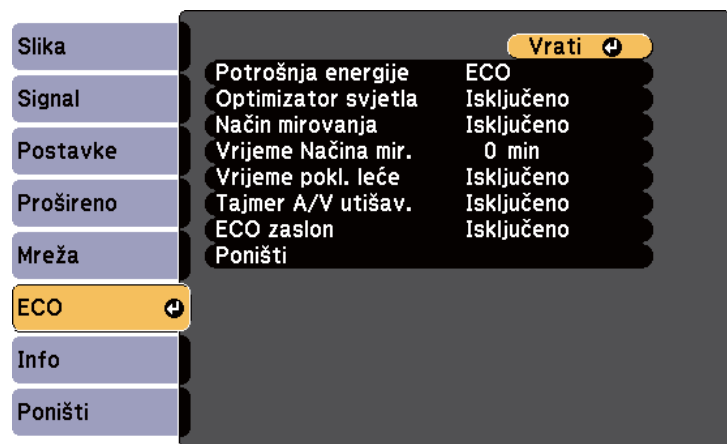 Slika
Signal
Postavke
Prošireno
Mreža
ECO
Info
Poništi
Vrati
Potrošnja energije ECO
Optimizator svjetla Isključeno
Način mirovanja Isključeno
Vrijeme Načina mir. 0 min
Vrijeme pokl. leće Isključeno
Tajmer A/V utišav. Isključeno
ECO zaslon Isključeno
Poništi